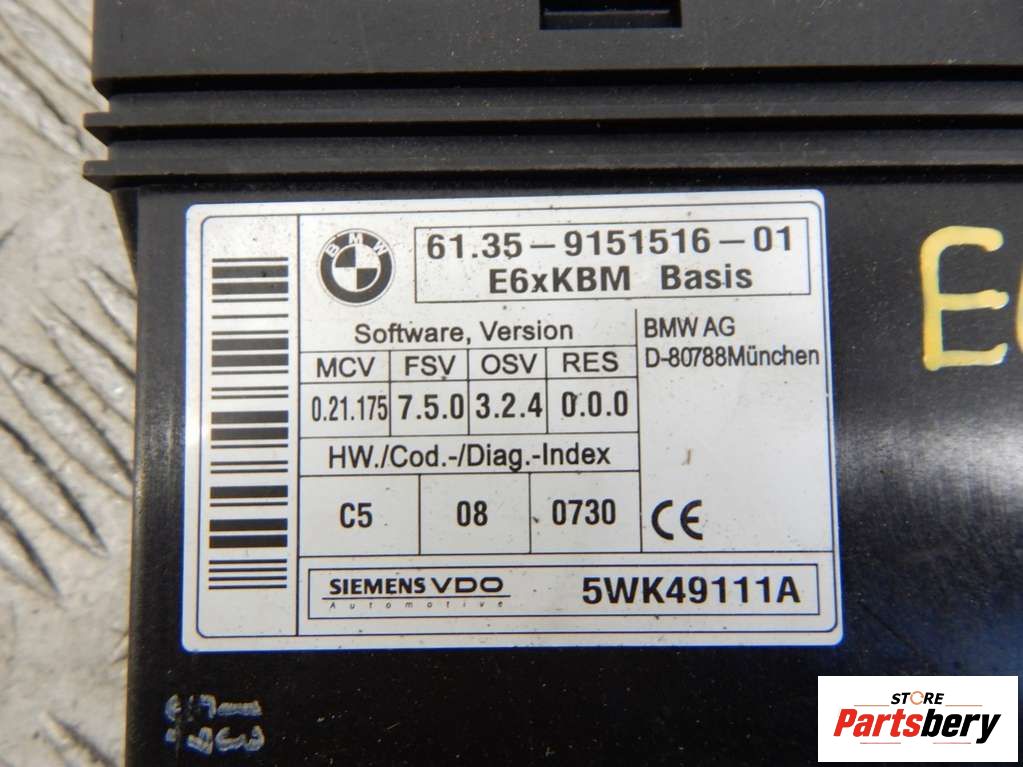 BMW
61.35-9151516-01
E6xKBM Basis
Software, Version
MCV FSV OSV RES
0.21.175 7.5.0 3.2.4 0.0.0
BMW AG
D-80788München
HW./Cod.-/Diag.-Index
C5 08 0730
CE
SIEMENS VDO
Automotive
5WK49111A
STORE
Partsbery